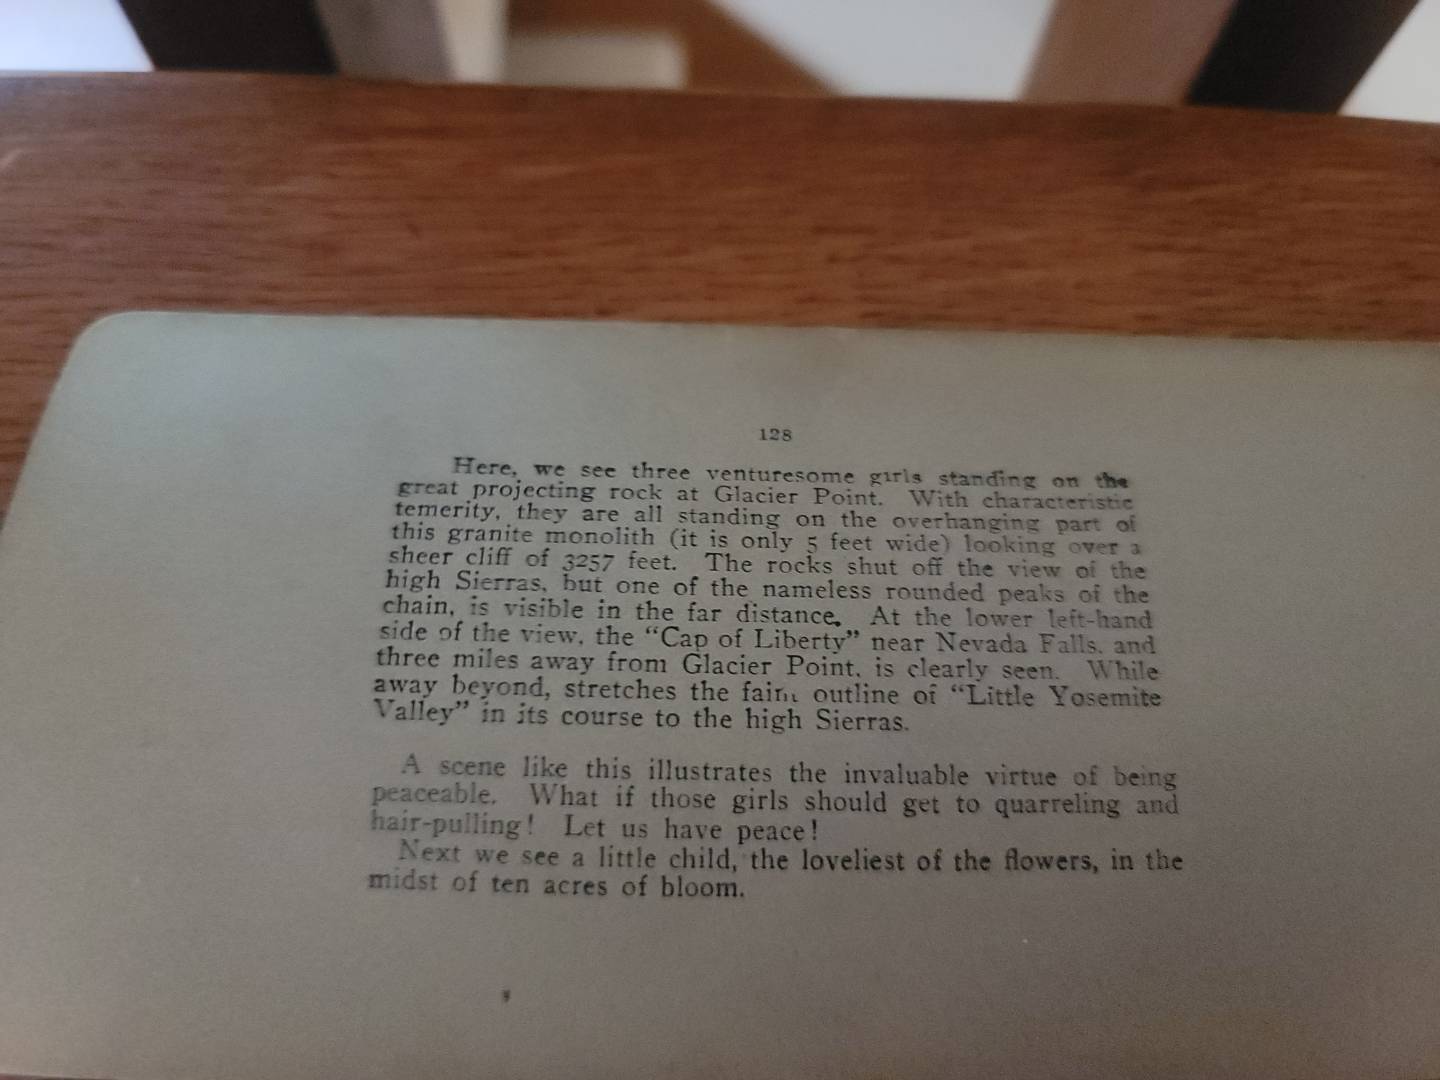 128
Here, we see three venturesome girls standing on the
great projecting rock at Glacier Point. With characteristic
temerity, they are all standing on the overhanging part of
this granite monolith (it is only 5 feet wide) looking over a
sheer cliff of 3257 feet. The rocks shut off the view of the
high Sierras, but one of the nameless rounded peaks of the
chain, is visible in the far distance. At the lower left-hand
side of the view, the “Cap of Liberty” near Nevada Falls, and
three miles away from Glacier Point, is clearly seen. While
away beyond, stretches the faint outline of “Little Yosemite
Valley” in its course to the high Sierras.
A scene like this illustrates the invaluable virtue of being
peaceable. What if those girls should get to quarreling and
hair-pulling! Let us have peace!
Next we see a little child, the loveliest of the flowers, in the
midst of ten acres of bloom.